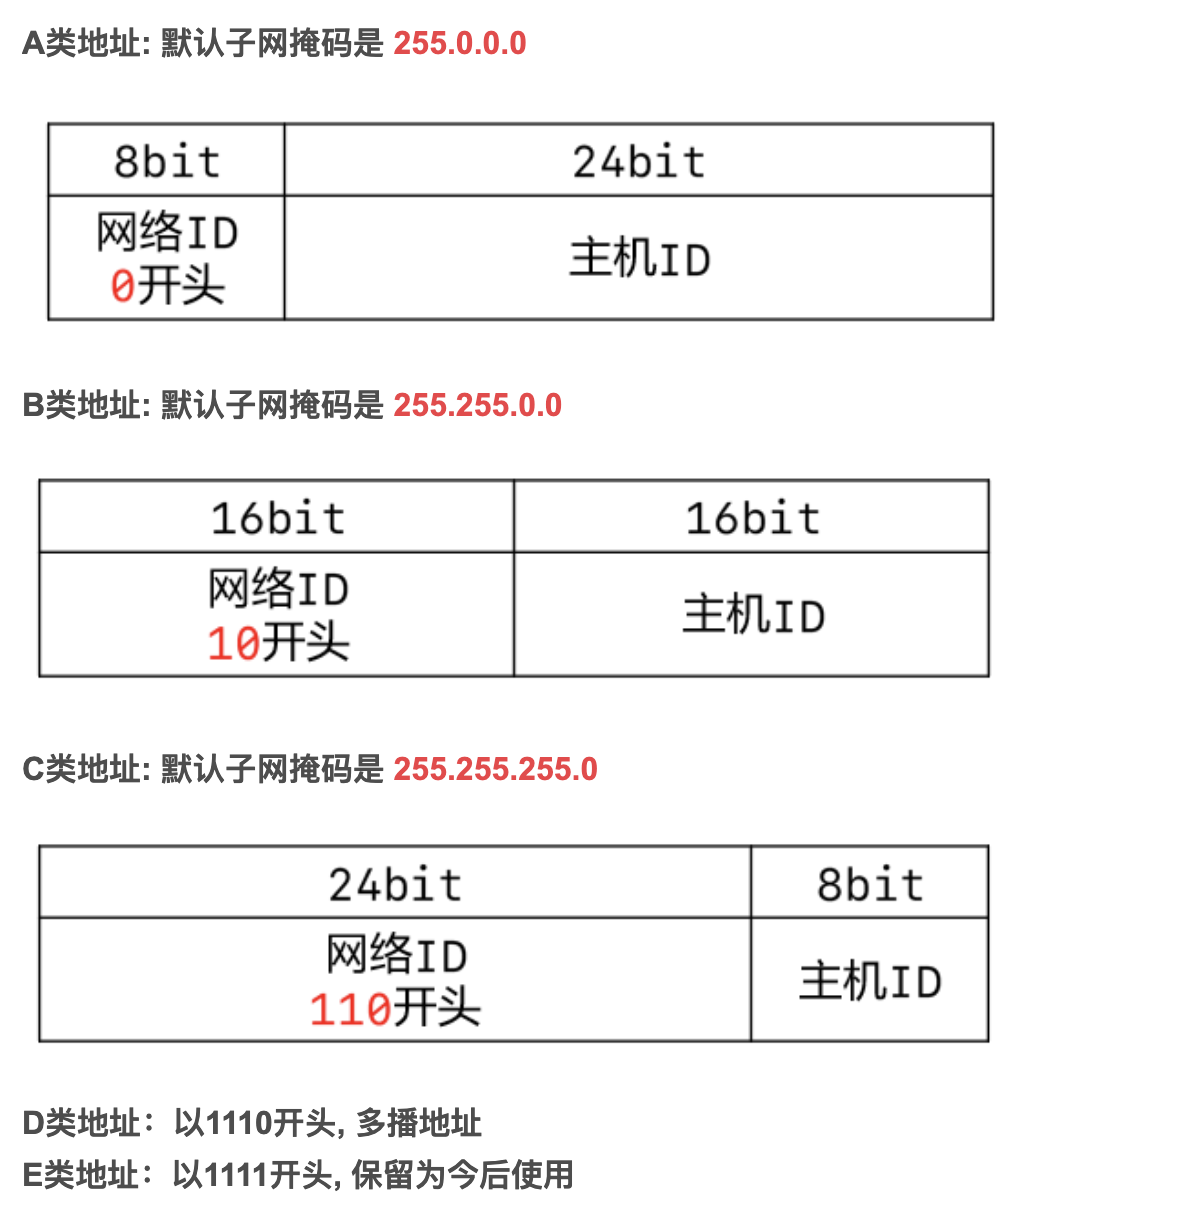 A类地址: 默认子网掩码是 255.0.0.0
8bit 24bit
网络ID
0开头
主机ID
B类地址: 默认子网掩码是 255.255.0.0
16bit 16bit
网络ID
10开头
主机ID
C类地址: 默认子网掩码是 255.255.255.0
24bit 8bit
网络ID
110开头
主机ID
D类地址：以1110开头, 多播地址
E类地址：以1111开头, 保留为今后使用